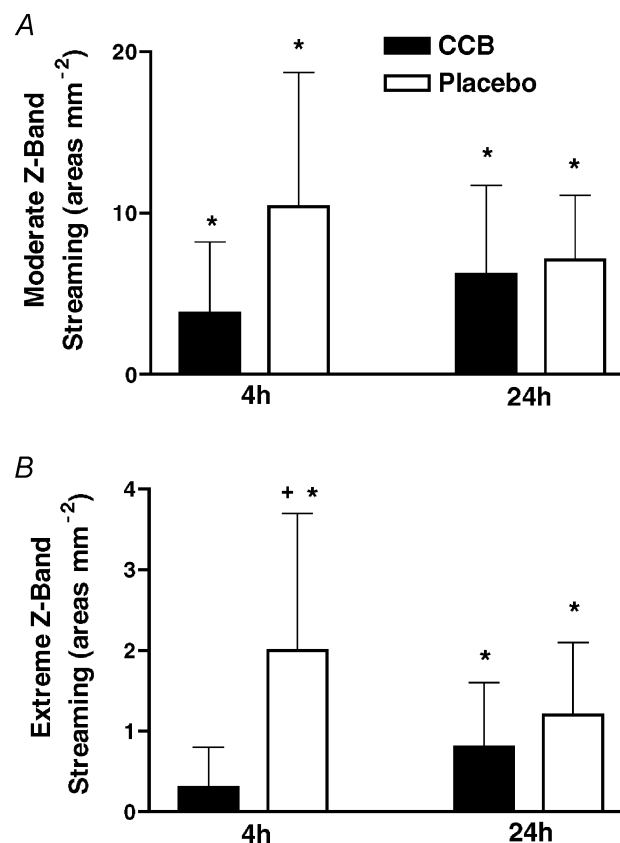 A
CCB
Placebo
Moderate Z-Band
Streaming (areas mm-2)
20
*
*
*
*
10
0
4h 24h
B
Extreme Z-Band
Streaming (areas mm-2)
4
+ *
3
*
*
2
1
0
4h 24h